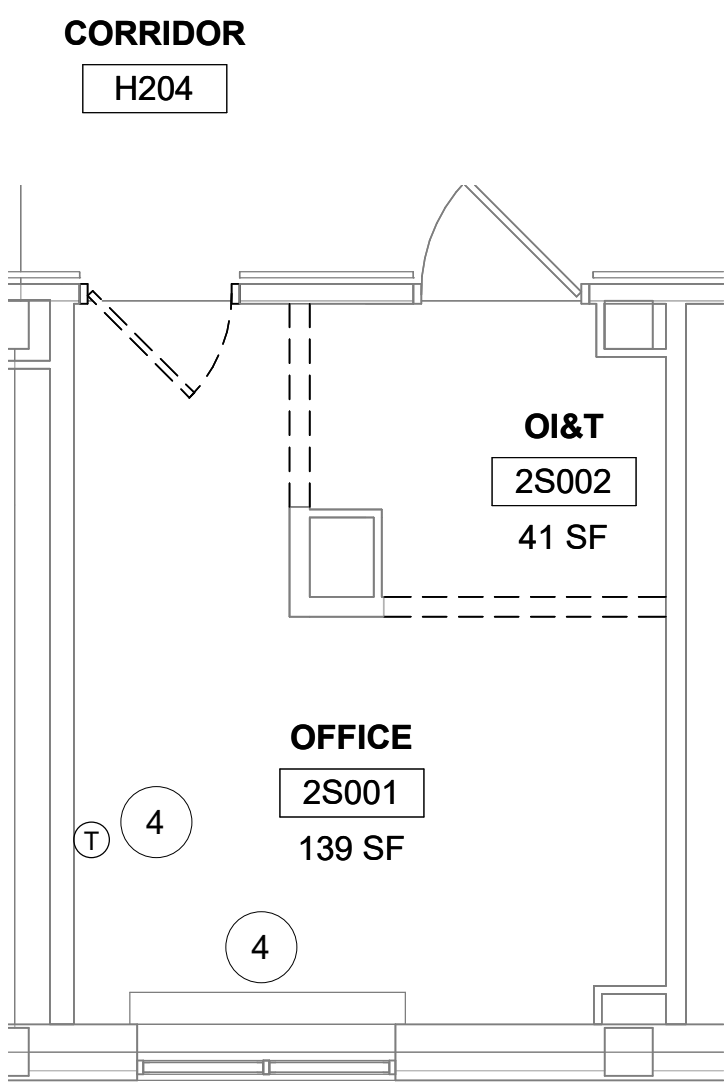 CORRIDOR
H204
OI&T
2S002
41 SF
OFFICE
2S001
139 SF
T
4
4